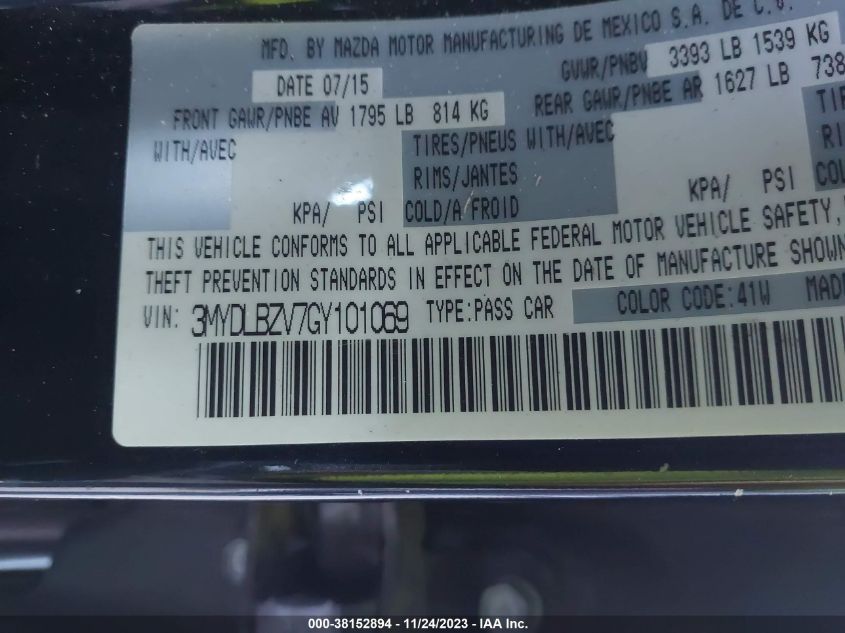 MFD. BY MAZDA MOTOR MANUFACTURING DE MEXICO S.A. DE C.V.
DATE 07/15 GVWR/PNBV 3393 LB 1539 KG
FRONT GAWR/PNBE AV 1795 LB 814 KG REAR GAWR/PNBE AR 1627 LB 738
WITH/AVEC TIRES/PNEUS WITH/AVEC
RIMS/JANTES
KPA/ PSI COLD/A FROID KPA/ PSI
THIS VEHICLE CONFORMS TO ALL APPLICABLE FEDERAL MOTOR VEHICLE SAFETY,
THEFT PREVENTION STANDARDS IN EFFECT ON THE DATE OF MANUFACTURE SHOWN
VIN: 3MYDLBZV7GY101069 TYPE:PASS CAR COLOR CODE:41W
000-38152894 - 11/24/2023 - IAA Inc.